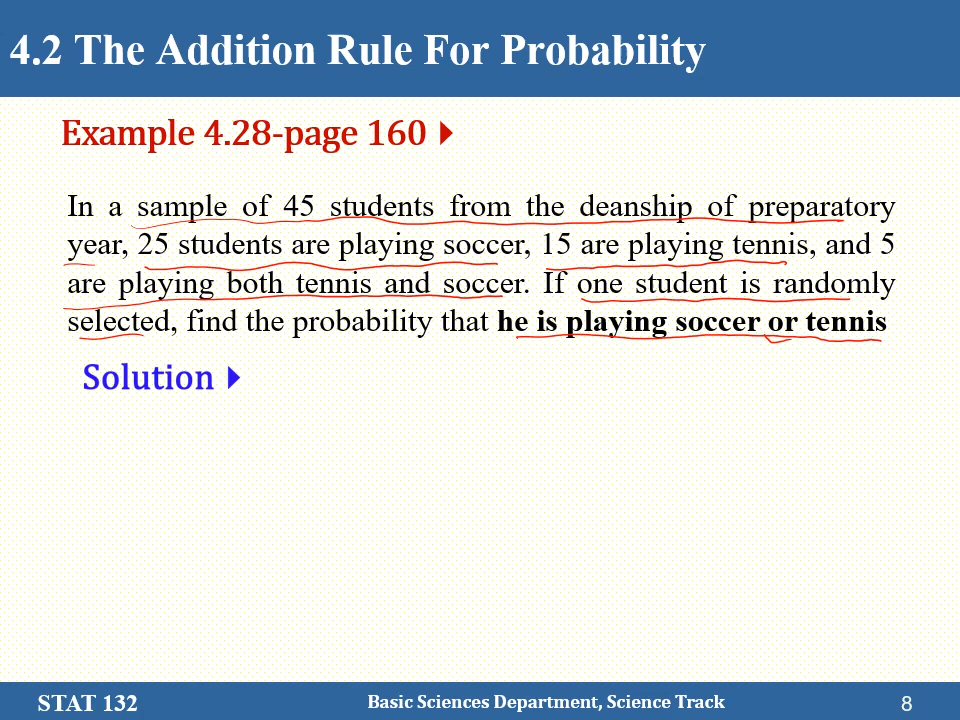 4.2 The Addition Rule For Probability
Example 4.28-page 160
In a sample of 45 students from the deanship of preparatory
year, 25 students are playing soccer, 15 are playing tennis, and 5
are playing both tennis and soccer. If one student is randomly
selected, find the probability that he is playing soccer or tennis
Solution
STAT 132
Basic Sciences Department, Science Track
8